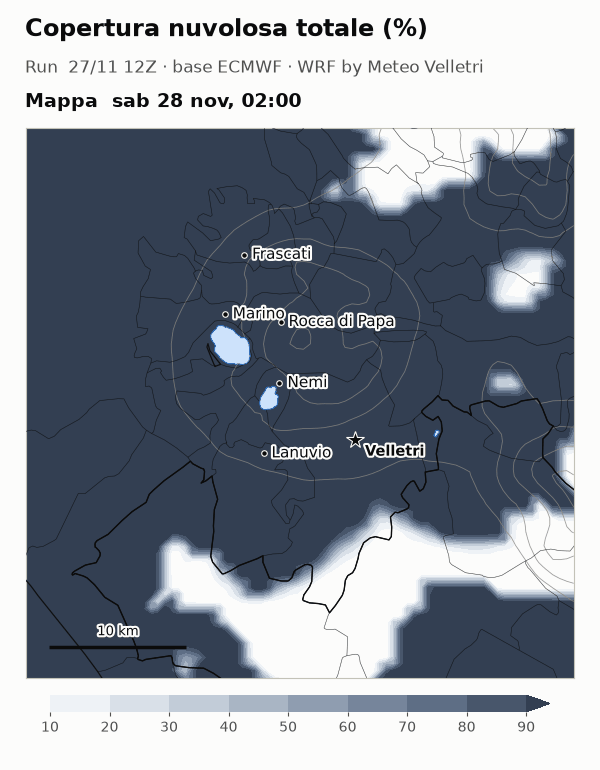 Copertura nuvolosa totale (%)
Run  27/11 12Z · base ECMWF · WRF by Meteo Velletri
Mappa  sab 28 nov, 02:00
Frascati
Marino
Rocca di Papa
Nemi
Velletri
Lanuvio
10 km
10 20 30 40 50 60 70 80 90